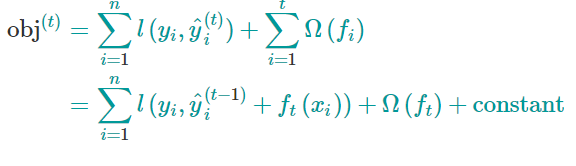 obj^{(t)} = \sum_{i=1}^{n} l(y_i, \hat{y}_i^{(t)}) + \sum_{i=1}^{t} \Omega(f_i)
= \sum_{i=1}^{n} l(y_i, \hat{y}_i^{(t-1)} + f_t(x_i)) + \Omega(f_t) + constant